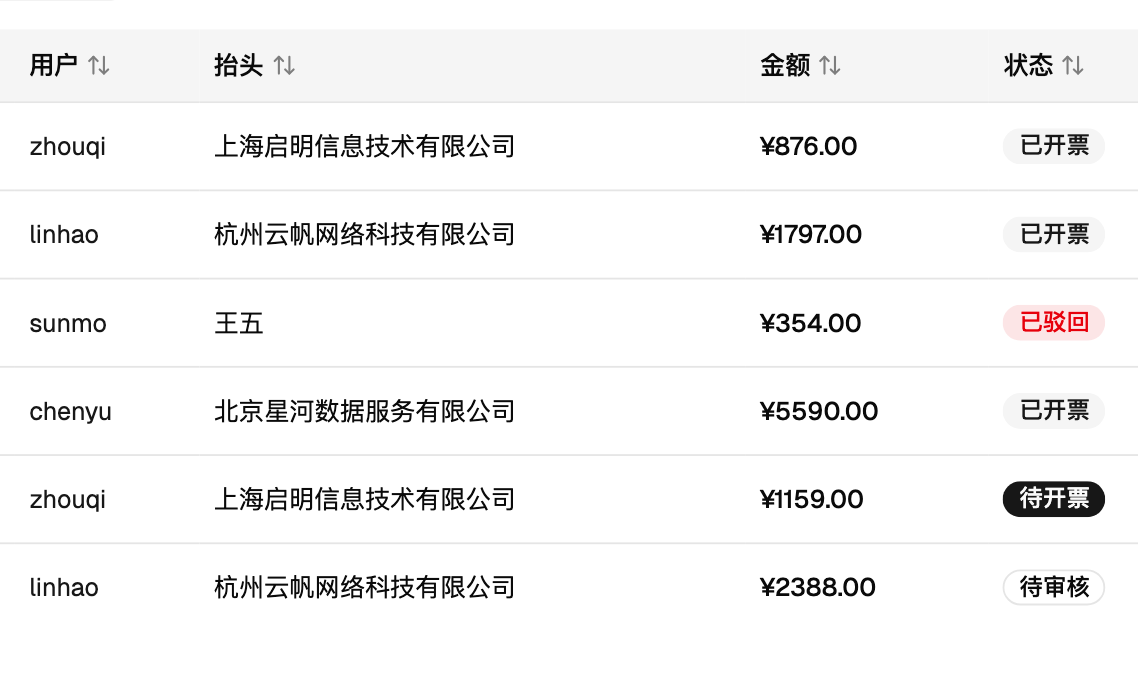 用户 抬头 金额 状态
zhouqi 上海启明信息技术有限公司 ¥876.00 已开票
linhao 杭州云帆网络科技有限公司 ¥1797.00 已开票
sunmo 王五 ¥354.00 已驳回
chenyu 北京星河数据服务有限公司 ¥5590.00 已开票
zhouqi 上海启明信息技术有限公司 ¥1159.00 待开票
linhao 杭州云帆网络科技有限公司 ¥2388.00 待审核